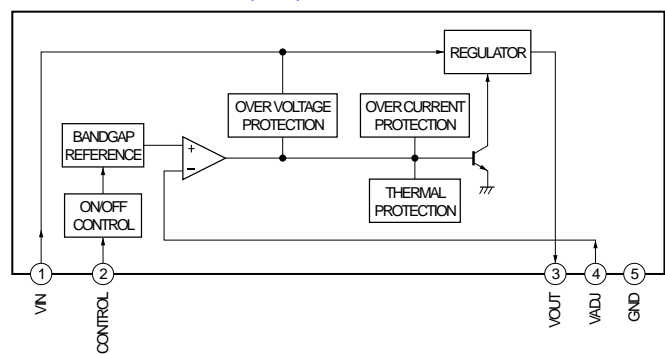 REGULATOR
OVER VOLTAGE
PROTECTION
OVER CURRENT
PROTECTION
BANDGAP
REFERENCE
+
−
THERMAL
PROTECTION
ON/OFF
CONTROL
1
2
3
4
5
VIN
CONTROL
VOUT
VADJ
GND